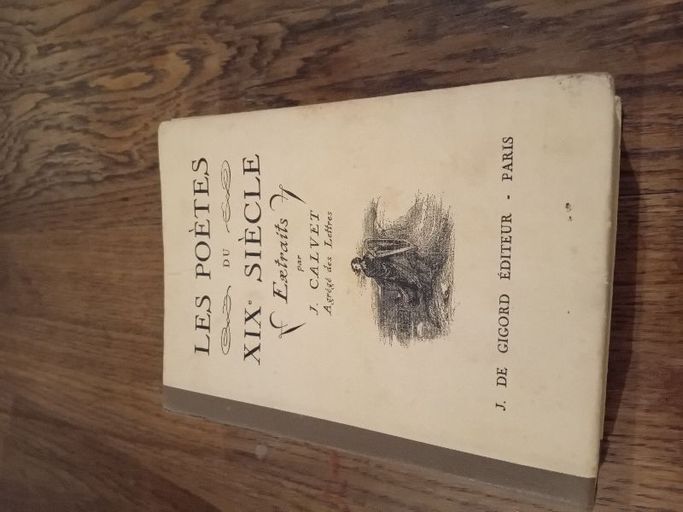 LES POÈTES
DU
XIXe SIÈCLE
Extraits
par
J. CALVET
Agrégé des Lettres
J. DE GIGORD ÉDITEUR - PARIS